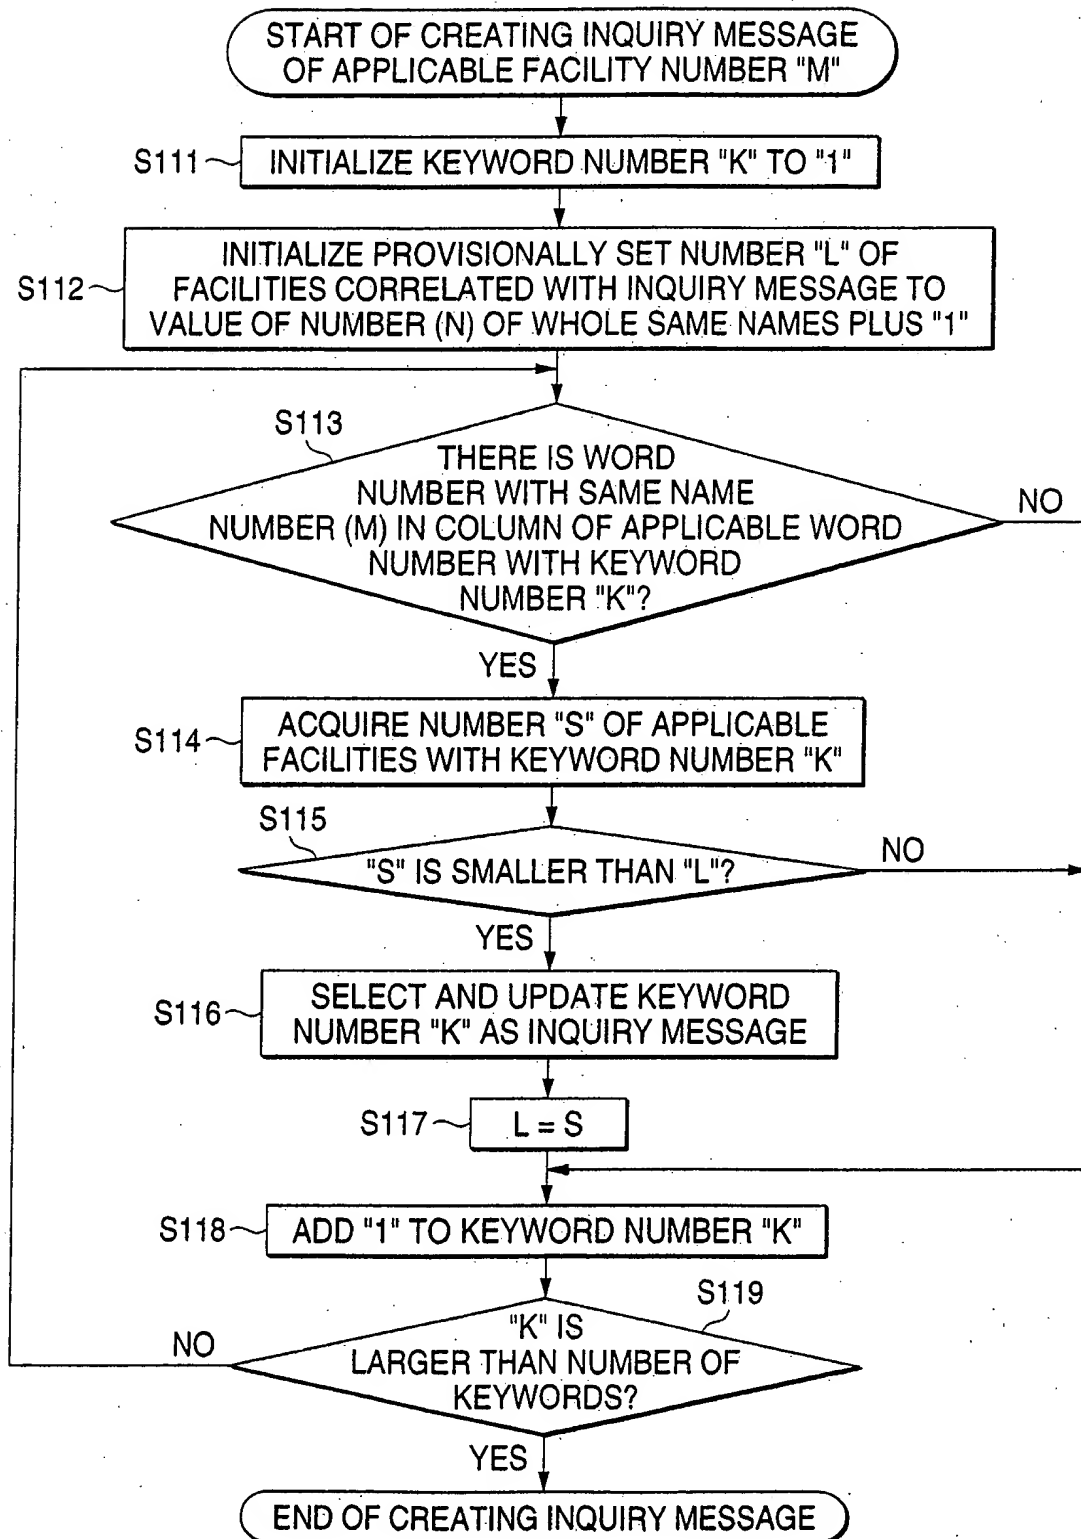 START OF CREATING INQUIRY MESSAGE
OF APPLICABLE FACILITY NUMBER "M"
S111
INITIALIZE KEYWORD NUMBER "K" TO "1"
S112
INITIALIZE PROVISIONALLY SET NUMBER "L" OF
FACILITIES CORRELATED WITH INQUIRY MESSAGE TO
VALUE OF NUMBER (N) OF WHOLE SAME NAMES PLUS "1"
S113
THERE IS WORD
NUMBER WITH SAME NAME
NUMBER (M) IN COLUMN OF APPLICABLE WORD
NUMBER WITH KEYWORD
NUMBER "K"?
NO
YES
S114
ACQUIRE NUMBER "S" OF APPLICABLE
FACILITIES WITH KEYWORD NUMBER "K"
S115
"S" IS SMALLER THAN "L"?
NO
YES
S116
SELECT AND UPDATE KEYWORD
NUMBER "K" AS INQUIRY MESSAGE
S117
L = S
S118
ADD "1" TO KEYWORD NUMBER "K"
S119
"K" IS
LARGER THAN NUMBER OF
KEYWORDS?
NO
YES
END OF CREATING INQUIRY MESSAGE